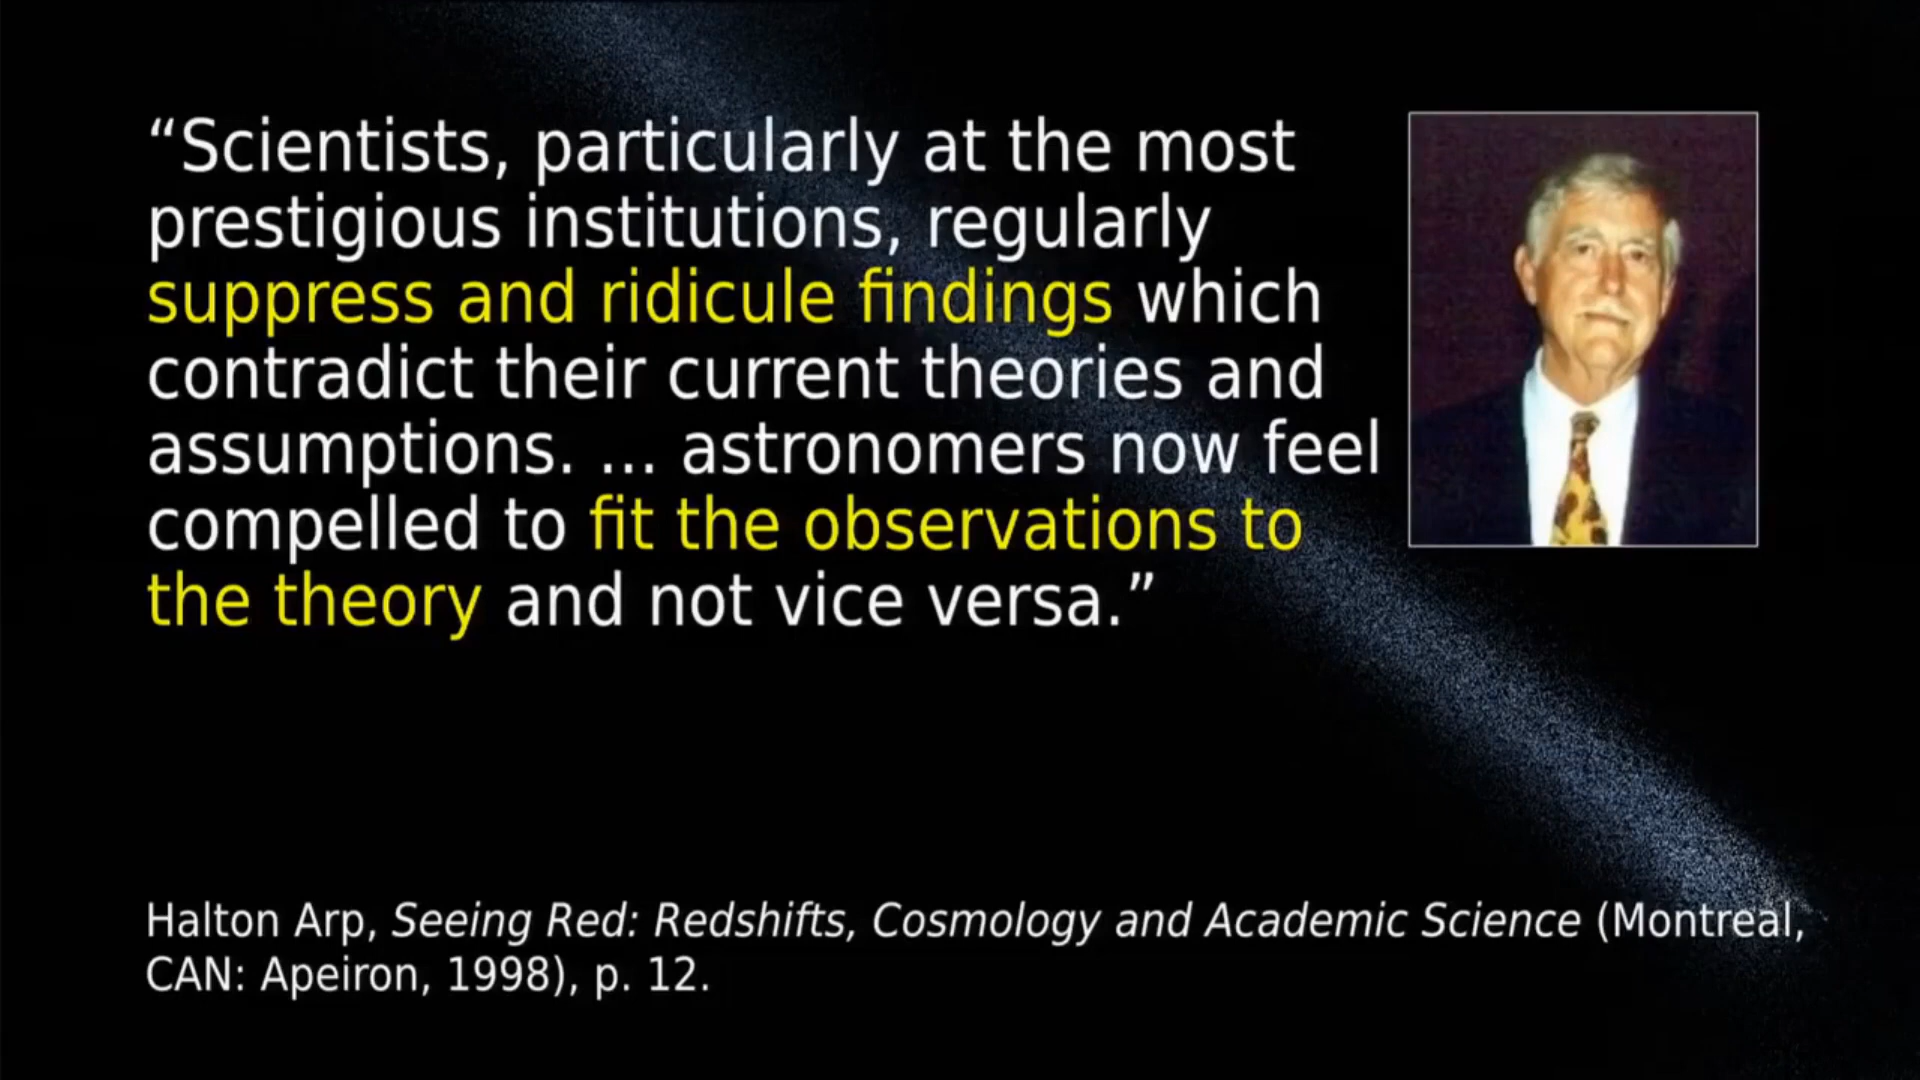 “Scientists, particularly at the most
prestigious institutions, regularly
suppress and ridicule findings which
contradict their current theories and
assumptions. ... astronomers now feel
compelled to fit the observations to
the theory and not vice versa.”
Halton Arp, Seeing Red: Redshifts, Cosmology and Academic Science (Montreal,
CAN: Apeiron, 1998), p. 12.